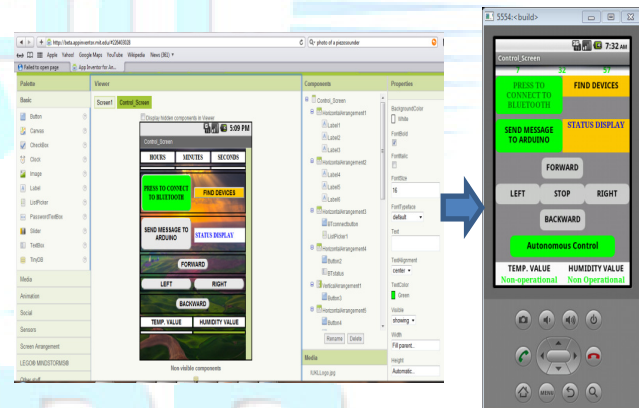 5554:<build>
http://beta.appinventor.mit.edu/#226403028
Q photo of a piezosounder
Apple Yahoo! Google Maps YouTube Wikipedia News (361) Popular
Failed to open page
App Inventor for An...
Palette
Viewer
Components
Properties
Basic
Button
Canvas
CheckBox
Clock
Image
Label
ListPicker
PasswordTextBox
Slider
TextBox
TinyDB
Media
Animation
Social
Sensors
Screen Arrangement
LEGO® MINDSTORMS®
Other stuff
Screen1 Control_Screen
Display hidden components in Viewer
5:09 PM
Control_Screen
HOURS MINUTES SECONDS
PRESS TO CONNECT
TO BLUETOOTH
FIND DEVICES
SEND MESSAGE TO
ARDUINO
STATUS DISPLAY
FORWARD
LEFT RIGHT
BACKWARD
TEMP. VALUE HUMIDITY VALUE
Non visible components
Control_Screen
HorizontalArrangement1
Label1
Label2
Label3
HorizontalArrangement2
Label4
Label5
Label6
HorizontalArrangement3
BTconnectbutton
ListPicker1
HorizontalArrangement4
Button2
BTstatus
VerticalArrangement1
Button3
HorizontalArrangement5
Button4
Rename Delete
Media
BackgroundColor
White
FontBold
FontItalic
FontSize
16
FontTypeface
default
Text
TextAlignment
center
TextColor
Green
Visible
showing
Width
Fill parent...
Height
Automatic...
7:32 AM
Control_Screen
7 32 57
PRESS TO
CONNECT TO
BLUETOOTH
FIND DEVICES
SEND MESSAGE
TO ARDUINO
STATUS DISPLAY
FORWARD
LEFT STOP RIGHT
BACKWARD
Autonomous Control
TEMP. VALUE HUMIDITY VALUE
Non-operational Non Operational
MENU